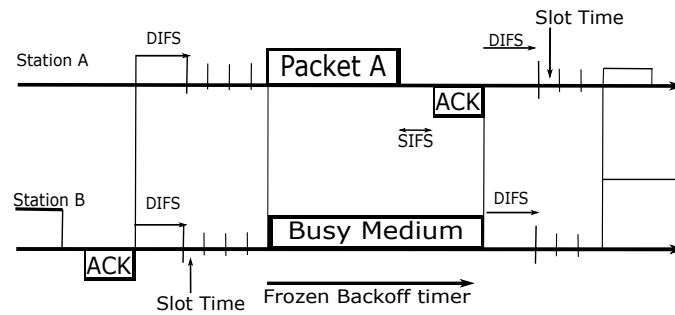 Slot Time
DIFS
DIFS
Station A
Packet A
ACK
SIFS
Station B
DIFS
DIFS
Busy Medium
ACK
Slot Time
Frozen Backoff timer